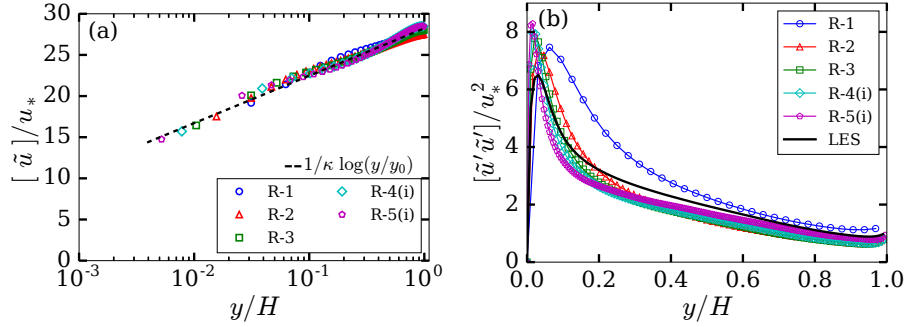 (a)
[ ũ ]/u*
30
25
20
15
10
5
0
10⁻³
10⁻²
10⁻¹
10⁰
y/H
1/κ log(y/y₀)
R-1
R-2
R-3
R-4(i)
R-5(i)
(b)
[ũ′ũ′]/u*²
8
6
4
2
0
0.0
0.2
0.4
0.6
0.8
1.0
y/H
R-1
R-2
R-3
R-4(i)
R-5(i)
LES